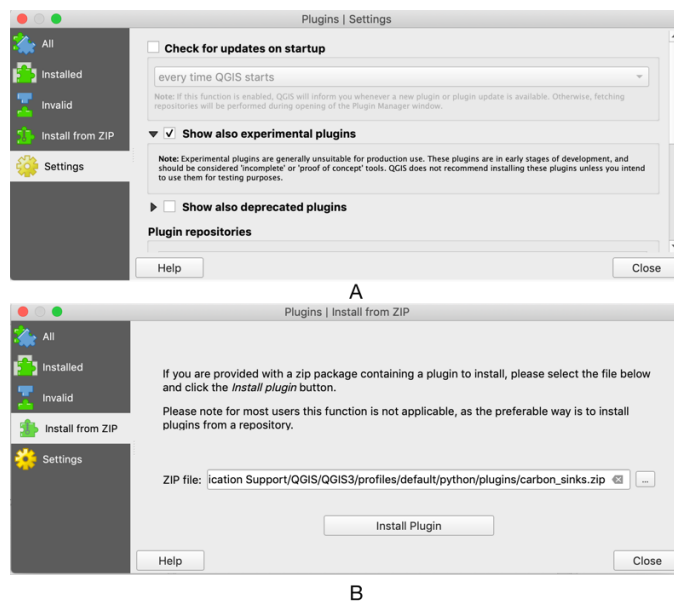 Plugins | Settings
All
Installed
Invalid
Install from ZIP
Settings
Check for updates on startup
every time QGIS starts
Note: If this function is enabled, QGIS will inform you whenever a new plugin or plugin update is available. Otherwise, fetching
repositories will be performed during opening of the Plugin Manager window.
Show also experimental plugins
Note: Experimental plugins are generally unsuitable for production use. These plugins are in early stages of development, and
should be considered 'incomplete' or 'proof of concept' tools. QGIS does not recommend installing these plugins unless you intend
to use them for testing purposes.
Show also deprecated plugins
Plugin repositories
Help
Close
A
Plugins | Install from ZIP
All
Installed
Invalid
Install from ZIP
Settings
If you are provided with a zip package containing a plugin to install, please select the file below
and click the Install plugin button.
Please note for most users this function is not applicable, as the preferable way is to install
plugins from a repository.
ZIP file: ication Support/QGIS/QGIS3/profiles/default/python/plugins/carbon_sinks.zip ...
Install Plugin
Help
Close
B